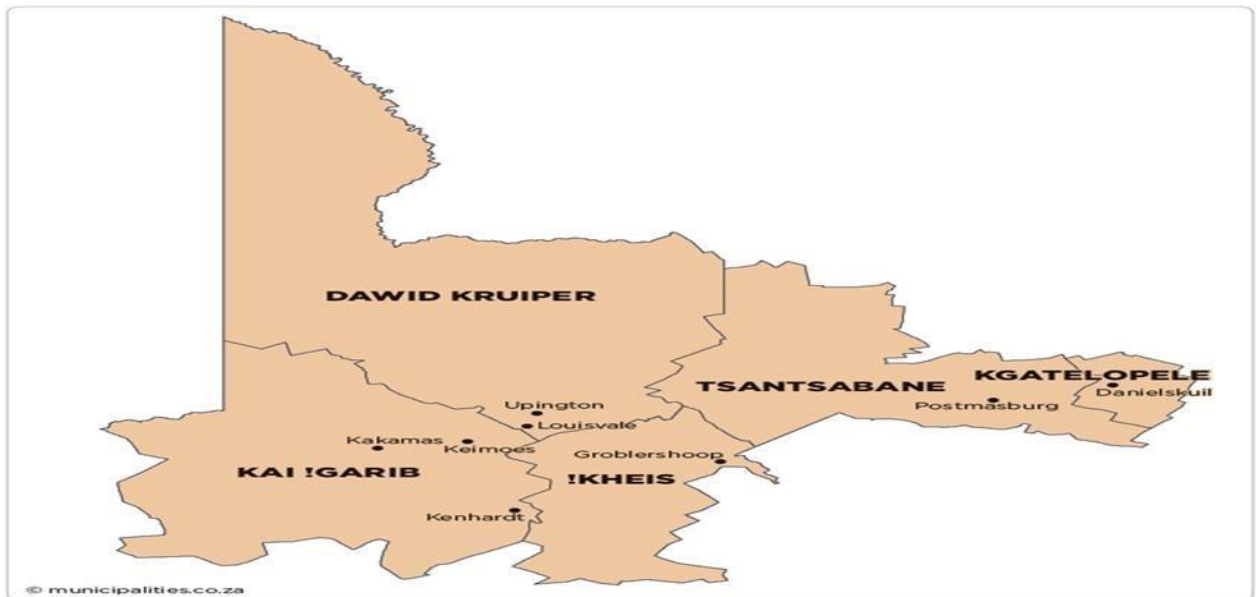 DAWID KRUIPER
KGATELOPELE
TSANTSABANE
Danielskuil
Postmasburg
Upington
Louisvale
Kakamas
Keimoes
Groblershoop
KAI !GARIB
!KHEIS
Kenhardt
© municipalities.co.za